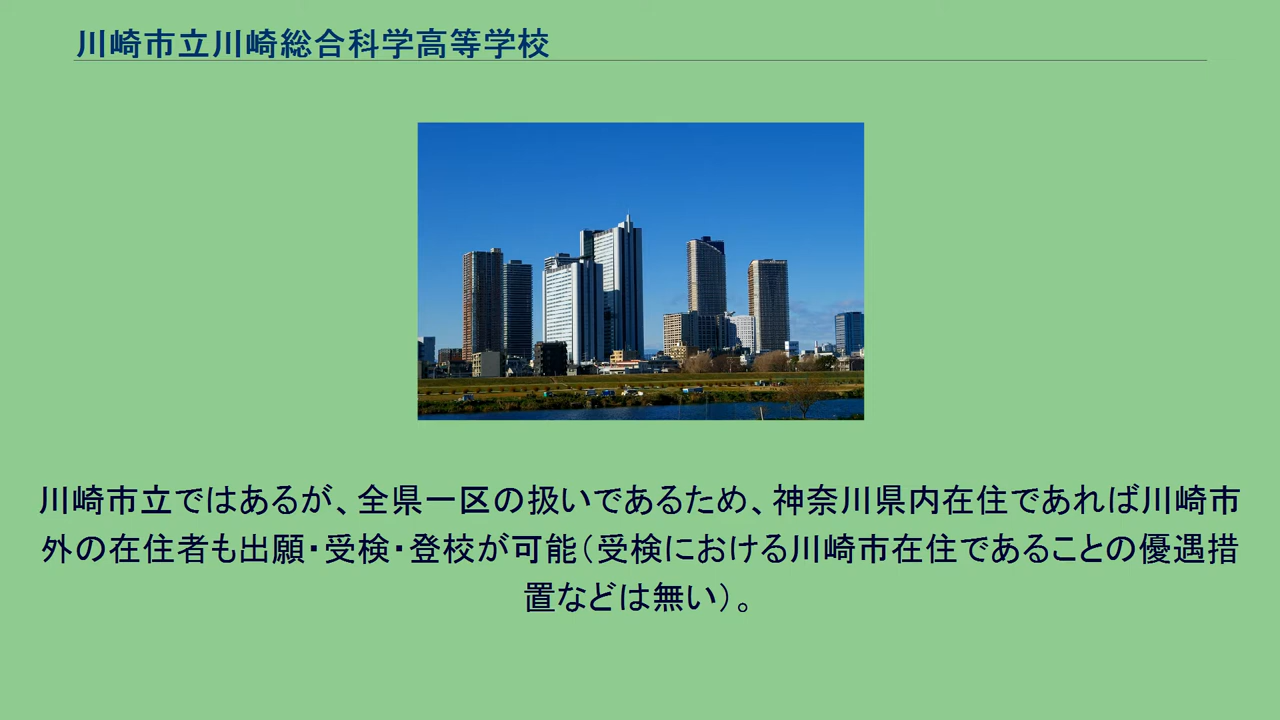 川崎市立川崎総合科学高等学校
川崎市立ではあるが、全県一区の扱いであるため、神奈川県内在住であれば川崎市
外の在住者も出願・受検・登校が可能（受検における川崎市在住であることの優遇措
置などは無い）。